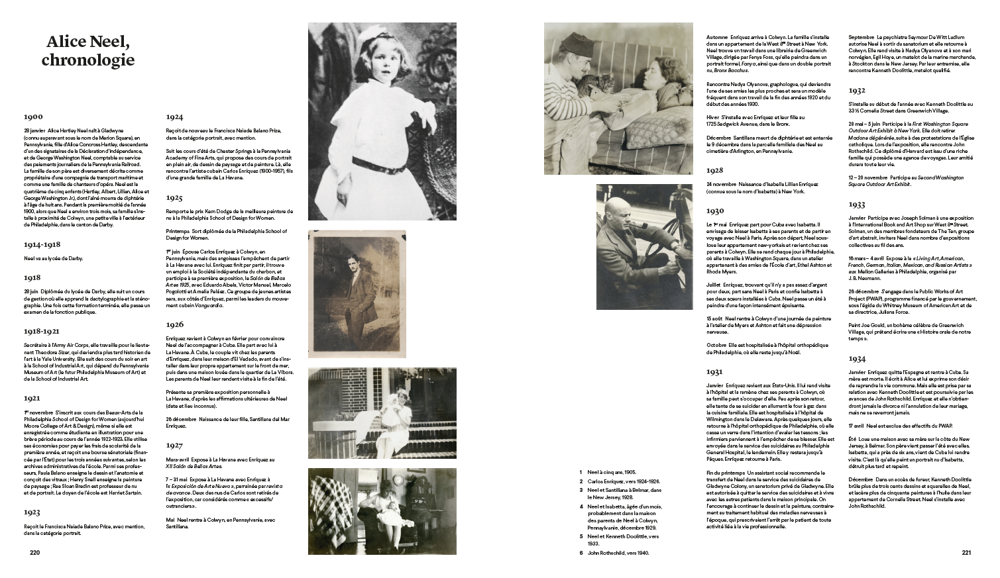 Alice Neel,
chronologie
1900
28 janvier Alice Hartley Neel naît à Gladwyne
(connu auparavant sous le nom de Merion Square), en
Pennsylvanie, fille d'Alice Concross Hartley, descendante
d'un des signataires de la Déclaration d'indépendance,
et de George Washington Neel, comptable au service
des paiements journaliers de la Pennsylvania Railroad.
La famille de son père est diversement décrite comme
propriétaire d'une compagnie de transport maritime et
comme une famille de chanteurs d'opéra. Neel est la
quatrième de cinq enfants (Hartley, Albert, Lillian, Alice et
George Washington Jr.), dont l'aîné mourra de diphtérie
à l'âge de huit ans. Pendant la première moitié de l'année
1900, alors que Neel a environ trois mois, sa famille s'ins-
talle à proximité de Colwyn, une petite ville à l'extérieur
de Philadelphie, dans le canton de Darby.
1914-1918
Neel va au lycée de Darby.
1918
28 juin Diplômée du lycée de Darby, elle suit un cours
de gestion où elle apprend la dactylographie et la sténo-
graphie. Une fois cette formation terminée, elle passe un
examen de la fonction publique.
1918-1921
Secrétaire à l'Army Air Corps, elle travaille pour le lieute-
nant Theodore Sizer, qui deviendra plus tard historien de
l'art à la Yale University. Elle suit des cours du soir en art
à la School of Industrial Art, qui dépend du Pennsylvania
Museum of Art (le futur Philadelphia Museum of Art) et
de la School of Industrial Art.
1921
1er novembre S'inscrit aux cours des Beaux-Arts de la
Philadelphia School of Design for Women (aujourd'hui
Moore College of Art & Design), même si elle est
enregistrée comme étudiante en illustration pour une
brève période au cours de l'année 1922-1923. Elle utilise
ses économies pour payer les frais de scolarité de la
première année, et reçoit une bourse sénatoriale (finan-
cée par l'État) pour les trois années suivantes, selon les
archives administratives de l'école. Parmi ses profes-
seurs, Paula Balano enseigne le dessin et l'anatomie et
conçoit des vitraux ; Henry Snell enseigne la peinture
de paysage ; Rae Sloan Bredin est professeur de nu
et de portrait. Le doyen de l'école est Harriet Sartain.
1923
Reçoit le Francisca Naiade Balano Prize, avec mention,
dans la catégorie portrait.
220
1924
Reçoit de nouveau le Francisca Naiade Balano Prize,
dans la catégorie portrait, avec mention.
Suit les cours d'été de Chester Springs à la Pennsylvania
Academy of Fine Arts, qui propose des cours de portrait
en plein air, de dessin de paysage et de peinture. Là, elle
rencontre l'artiste cubain Carlos Enríquez (1900-1957), fils
d'une grande famille de La Havane.
1925
Remporte le prix Kern Dodge de la meilleure peinture de
nu à la Philadelphia School of Design for Women.
Printemps Sort diplômée de la Philadelphia School of
Design for Women.
1er juin Épouse Carlos Enríquez à Colwyn, en
Pennsylvanie, mais des angoisses l'empêchent de partir
à La Havane avec lui. Enríquez finit par partir, il trouve
un emploi à la Société indépendante du charbon, et
participe à sa première exposition, le Salón de Bellas
Artes 1925, avec Eduardo Abela, Victor Manuel, Marcelo
Pogolotti et Amelia Peláez. Ce groupe de jeunes artistes
sera, aux côtés d'Enríquez, parmi les leaders du mouve-
ment cubain Vanguardia.
1926
Enríquez revient à Colwyn en février pour convaincre
Neel de l'accompagner à Cuba. Elle part avec lui à
La Havane. À Cuba, le couple vit chez les parents
d'Enríquez, dans leur maison d'El Vedado, avant de s'ins-
taller dans leur propre appartement sur le front de mer,
puis dans une maison louée dans le quartier de La Víbora.
Les parents de Neel leur rendent visite à la fin de l'été.
Présente sa première exposition personnelle à
La Havane, d'après les affirmations ultérieures de Neel
(date et lieu inconnus).
26 décembre Naissance de leur fille, Santillana del Mar
Enríquez.
1927
Mars-avril Expose à La Havane avec Enríquez au
XII Salón de Bellas Artes.
7 – 31 mai Expose à La Havane avec Enríquez à
la « Exposición de Arte Nuevo », parrainée par revista
de avance. Deux des nus de Carlos sont retirés de
l'exposition, car considérés comme « excessifs/
outranciers ».
Mai Neel rentre à Colwyn, en Pennsylvanie, avec
Santillana.
1 Neel à cinq ans, 1905.
2 Carlos Enríquez, vers 1924-1926.
3 Neel et Santillana à Belmar, dans
le New Jersey, 1928.
4 Neel et Isabetta, âgée d'un mois,
probablement dans la maison
des parents de Neel à Colwyn,
Pennsylvanie, décembre 1929.
5 Neel et Kenneth Doolittle, vers
1933.
6 John Rothschild, vers 1940.
Automne Enríquez arrive à Colwyn. La famille s'installe
dans un appartement de la West 8me Street à New York.
Neel trouve un travail dans une librairie de Greenwich
Village, dirigée par Fanya Foss, qu'elle peindra dans un
portrait formel, Fanya, ainsi que dans un double portrait
nu, Bronx Bacchus.
Rencontre Nadya Olyanova, graphologue, qui deviendra
l'une de ses amies les plus proches et sera un modèle
fréquent dans son travail de la fin des années 1920 et du
début des années 1930.
Hiver S'installe avec Enríquez et leur fille au
1725 Sedgwick Avenue, dans le Bronx.
Décembre Santillana meurt de diphtérie et est enterrée
le 9 décembre dans la parcelle familiale des Neel au
cimetière d'Arlington, en Pennsylvanie.
1928
24 novembre Naissance d'Isabella Lillian Enríquez
(connue sous le nom d'Isabetta) à New York.
1930
Le 1er mai Enríquez part pour Cuba avec Isabetta. Il
envisage de laisser Isabetta à ses parents et de partir en
voyage avec Neel à Paris. Après son départ, Neel sous-
loue leur appartement new-yorkais et revient chez ses
parents à Colwyn. Elle se rend chaque jour à Philadelphie,
où elle travaille à Washington Square, dans un atelier
appartenant à des amies de l'École d'art, Ethel Ashton et
Rhoda Myers.
Juillet Enríquez, trouvant qu'il n'y a pas assez d'argent
pour deux, part sans Neel à Paris et confie Isabetta à
ses deux sœurs installées à Cuba. Neel passe un été à
peindre d'une façon intensément épuisante.
15 août Neel rentre à Colwyn d'une journée de peinture
à l'atelier de Myers et Ashton et fait une dépression
nerveuse.
Octobre Elle est hospitalisée à l'hôpital orthopédique
de Philadelphie, où elle reste jusqu'à Noël.
1931
Janvier Enríquez revient aux États-Unis. Il lui rend visite
à l'hôpital et la ramène chez ses parents à Colwyn, où
sa famille peut s'occuper d'elle. Peu après son retour,
elle tente de se suicider en allumant le four à gaz dans
la cuisine familiale. Elle est hospitalisée à l'hôpital de
Wilmington dans le Delaware. Après quelques jours, elle
retourne à l'hôpital orthopédique de Philadelphie, où elle
casse un verre dans l'intention d'avaler les tessons ; les
infirmiers parviennent à l'empêcher de se blesser. Elle est
envoyée dans le service des suicidaires au Philadelphia
General Hospital, le lendemain. Elle y restera jusqu'à
Pâques. Enríquez retourne à Paris.
Fin du printemps Un assistant social recommande le
transfert de Neel dans le service des suicidaires de
Gladwyne Colony, un sanatorium privé de Gladwyne. Elle
est autorisée à quitter le service des suicidaires et à vivre
avec les autres patients dans la maison principale. On
l'encourage à continuer le dessin et la peinture, contraire-
ment au traitement habituel des maladies nerveuses à
l'époque, qui prescrivaient l'arrêt par le patient de toute
activité liée à la vie professionnelle.
Septembre Le psychiatre Seymour De Witt Ludlum
autorise Neel à sortir du sanatorium et elle retourne à
Colwyn. Elle rend visite à Nadya Olyanova et à son mari
norvégien, Egil Hoye, un matelot de la marine marchande,
à Stockton dans le New Jersey. Par leur entremise, elle
rencontre Kenneth Doolittle, matelot qualifié.
1932
S'installe au début de l'année avec Kenneth Doolittle au
33 ½ Cornelia Street dans Greenwich Village.
28 mai – 5 juin Participe à la First Washington Square
Outdoor Art Exhibit à New York. Elle doit retirer
Madone dégénérée, suite à des protestations de l'Église
catholique. Lors de l'exposition, elle rencontre John
Rothschild. Ce diplômé d'Harvard est issu d'une riche
famille qui possède une agence de voyages. Leur amitié
durera toute leur vie.
12 – 20 novembre Participe au Second Washington
Square Outdoor Art Exhibit.
1933
Janvier Participe avec Joseph Solman à une exposition
à l'International Book and Art Shop sur West 8me Street.
Solman, un des membres fondateurs de The Ten, groupe
d'art abstrait, invitera Neel dans nombre d'expositions
collectives au fil des ans.
16 mars – 4 avril Expose à la « Living Art, American,
French, German, Italian, Mexican, and Russian Artists »
aux Mellon Galleries à Philadelphie, organisé par
J. B. Neumann.
26 décembre S'engage dans le Public Works of Art
Project (PWAP), programme financé par le gouvernement,
sous l'égide du Whitney Museum of American Art et de
sa directrice, Juliana Force.
Peint Joe Gould, un bohème célèbre de Greenwich
Village, qui prétend écrire une « Histoire orale de notre
temps ».
1934
Janvier Enríquez quitte l'Espagne et rentre à Cuba. Sa
mère est morte. Il écrit à Alice et lui exprime son désir
de reprendre la vie commune. Mais elle est prise par sa
relation avec Kenneth Doolittle et est poursuivie par les
avances de John Rothschild. Enríquez et elle n'obtien-
dront jamais le divorce ni l'annulation de leur mariage,
mais ne se reverront jamais.
17 avril Neel est exclue des effectifs du PWAP.
Été Loue une maison avec sa mère sur la côte du New
Jersey, à Belmar. Son père vient passer l'été avec elles.
Isabetta, qui a près de six ans, vient de Cuba lui rendre
visite. C'est là qu'elle peint un portrait nu d'Isabetta,
détruit plus tard et repeint.
Décembre Dans un accès de fureur, Kenneth Doolittle
brûle plus de trois cents dessins et aquarelles de Neel,
et lacère plus de cinquante peintures à l'huile dans leur
appartement de Cornelia Street. Neel s'installe avec
John Rothschild.
221